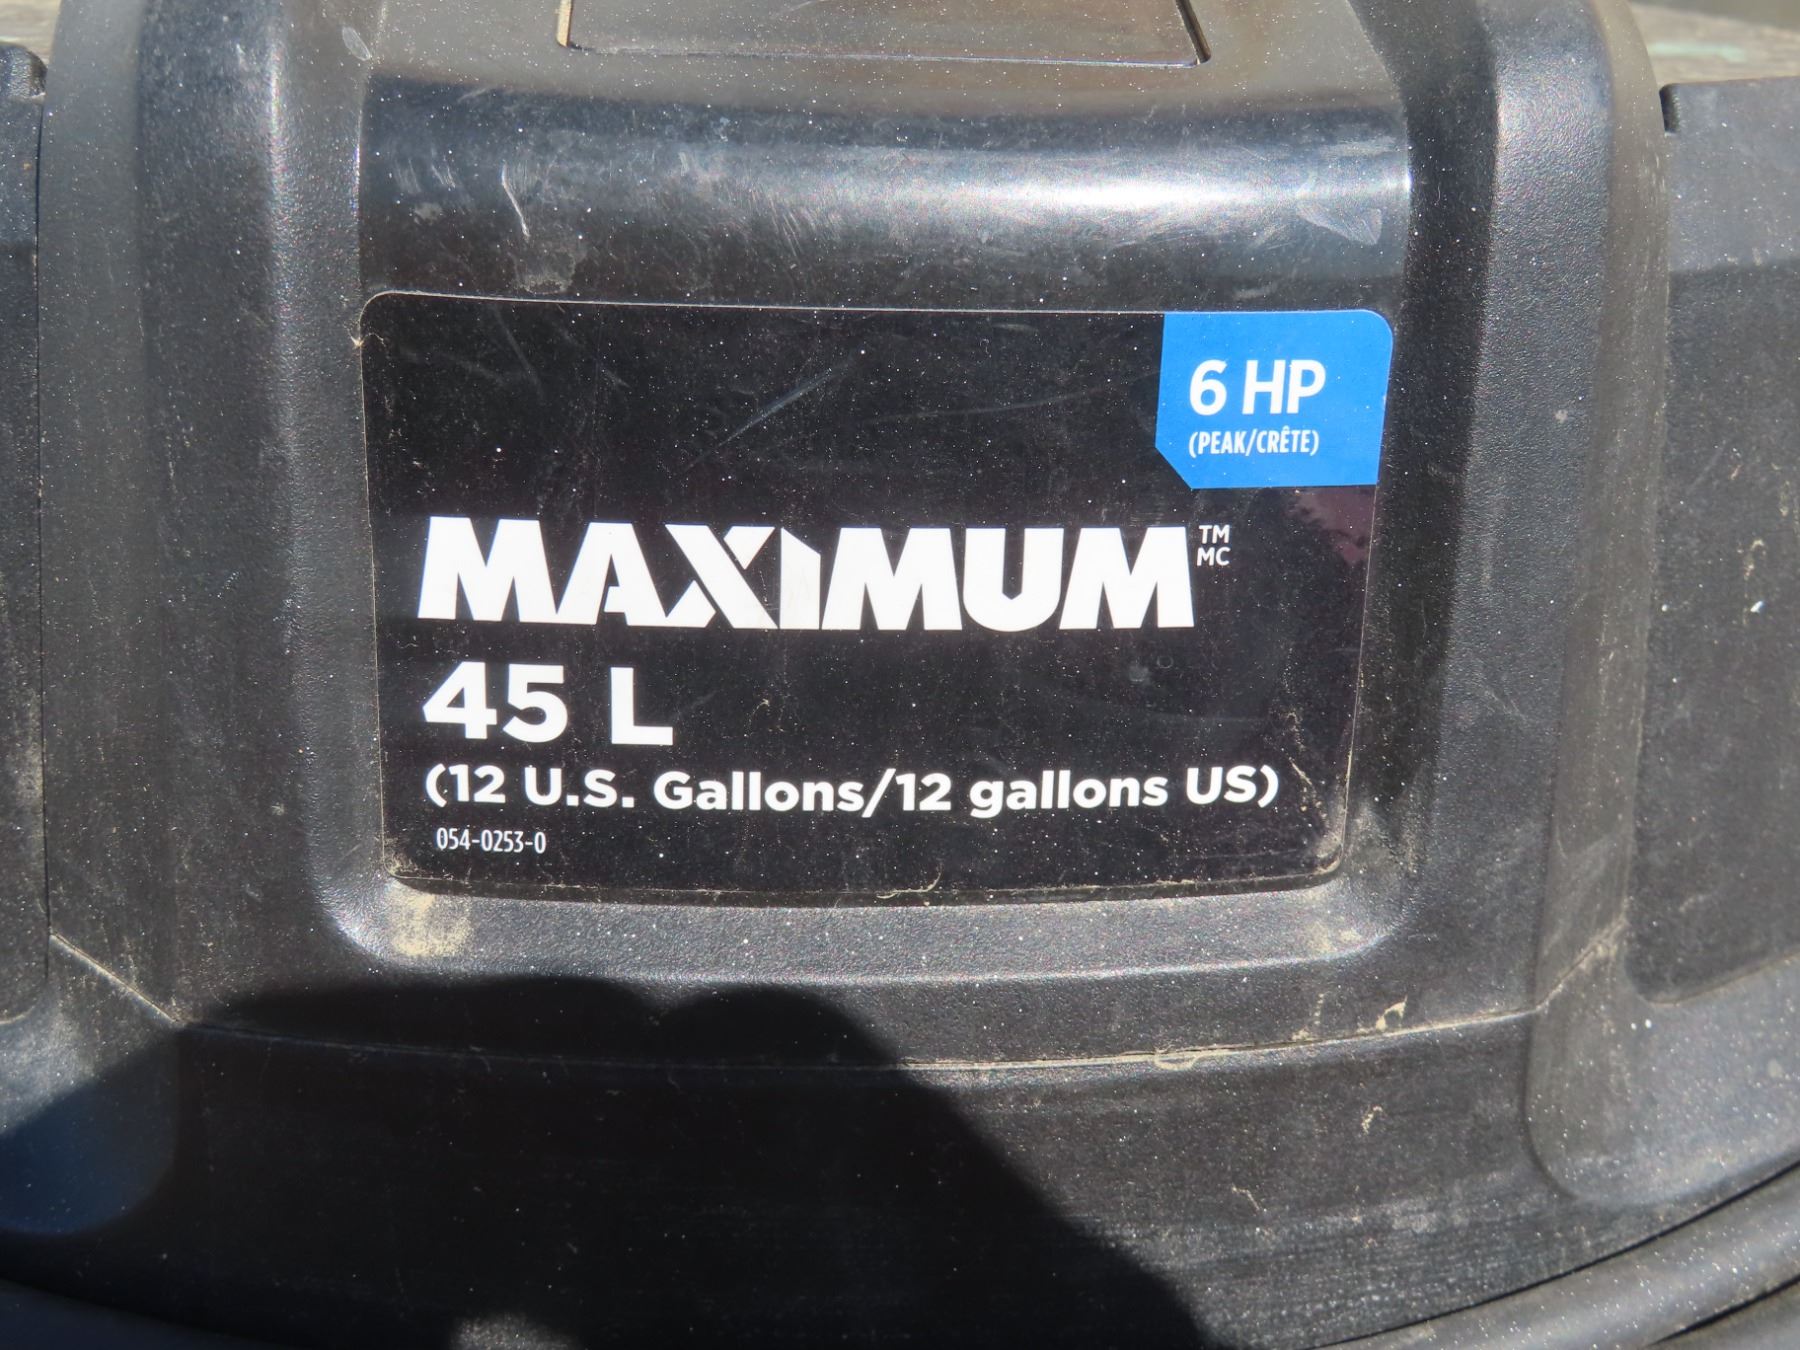 6 HP
(PEAK/CRÊTE)
MAXIMUM TM
MC
45 L
(12 U.S. Gallons/12 gallons US)
054-0253-0